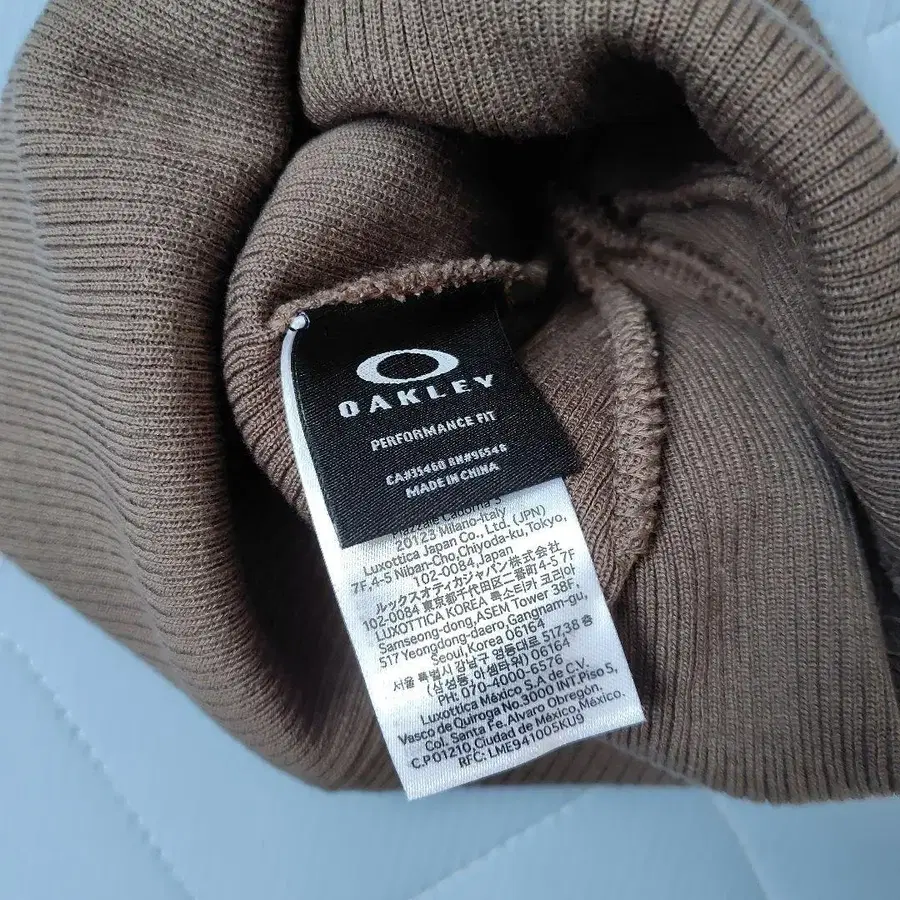 OAKLEY
PERFORMANCE FIT
CA#35460 RN#96548
MADE IN CHINA
20123 Milano-Italy
Luxottica Japan Co., Ltd. (JPN)
7F,4-5 Niban-Cho,Chiyoda-ku,Tokyo,
102-0084,Japan
ルックスオティカジャパン株式会社
102-0084 東京都千代田区二番町4-5 7F
LUXOTTICA KOREA 룩소티카 코리아
Samseong-dong,ASEM Tower 38F,
517 Yeongdong-daero, Gangnam-gu,
Seoul,Korea 06164
서울 강남구 영동대로 517,38 층
(삼성동, 아셈타워) 06164
PH: 070-4000-6576
Luxottica México S.A de C.V.
Vasco de Quiroga No.3000 INT Piso 5,
Col. Santa Fe, Alvaro Obregón.
C.P01210,Ciudad de México,México.
RFC: LME941005KU9